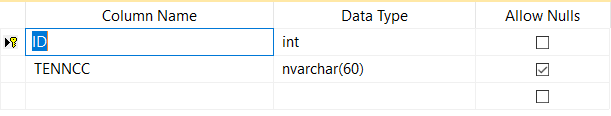 Column Name Data Type Allow Nulls
ID int
TENNCC nvarchar(60)